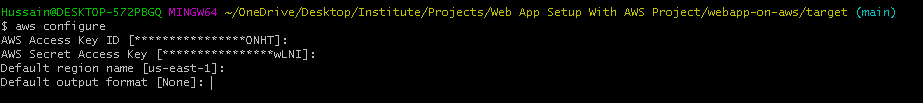 Hussain@DESKTOP-572PBGQ MINGW64 ~/OneDrive/Desktop/Institute/Projects/Web App Setup With AWS Project/webapp-on-aws/target (main)
$ aws configure
AWS Access Key ID [****************ONHT]:
AWS Secret Access Key [****************wLNI]:
Default region name [us-east-1]:
Default output format [None]: